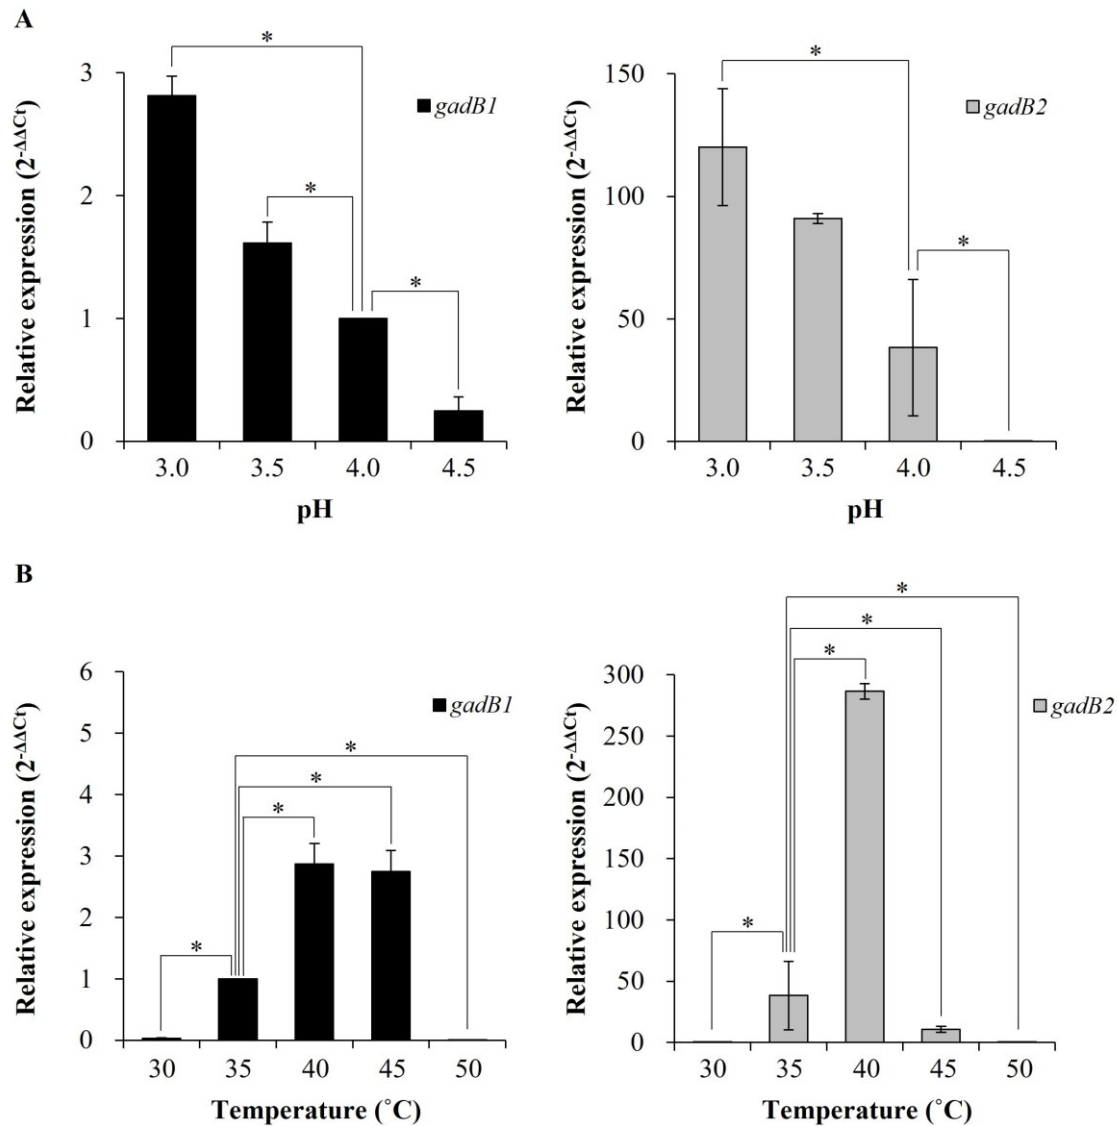 A
Relative expression (2-ΔΔCt)
3
2
1
0
*
*
*
gadB1
3.0 3.5 4.0 4.5
pH
Relative expression (2-ΔΔCt)
150
100
50
0
*
*
gadB2
3.0 3.5 4.0 4.5
pH
B
Relative expression (2-ΔΔCt)
6
5
4
3
2
1
0
*
*
*
*
gadB1
30 35 40 45 50
Temperature (˚C)
Relative expression (2-ΔΔCt)
300
250
200
150
100
50
0
*
*
*
*
gadB2
30 35 40 45 50
Temperature (˚C)